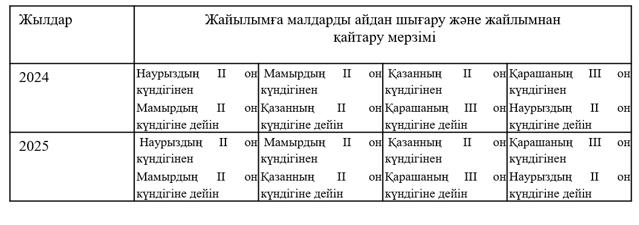 Жылдар
Жайылымға малдарды айдан шығару және жайлымнан
қайтару мерзімі
2024
Наурыздың II он
күндігінен
Мамырдың II он
күндігіне дейін
Мамырдың II он
күндігінен
Қазанның II он
күндігіне дейін
Қазанның II он
күндігінен
Қарашаның III он
күндігіне дейін
Қарашаның III он
күндігінен
Наурыздың II он
күндігіне дейін
2025
Наурыздың II он
күндігінен
Мамырдың II он
күндігіне дейін
Мамырдың II он
күндігінен
Қазанның II он
күндігіне дейін
Қазанның II он
күндігінен
Қарашаның III он
күндігіне дейін
Қарашаның III он
күндігінен
Наурыздың II он
күндігіне дейін